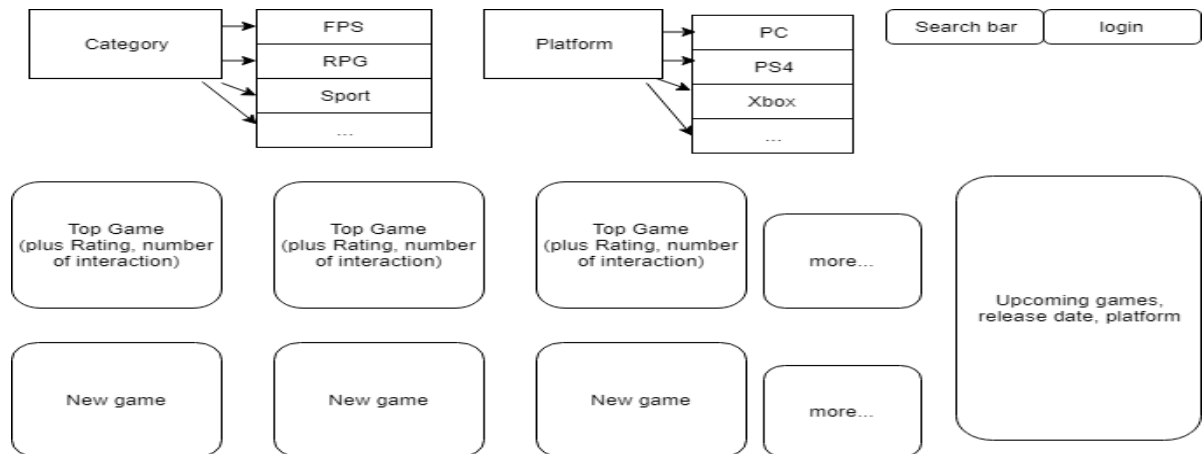 Category
FPS
RPG
Sport
...
Platform
PC
PS4
Xbox
...
Search bar
login
Top Game
(plus Rating, number
of interaction)
Top Game
(plus Rating, number
of interaction)
Top Game
(plus Rating, number
of interaction)
more...
Upcoming games,
release date, platform
New game
New game
New game
more...